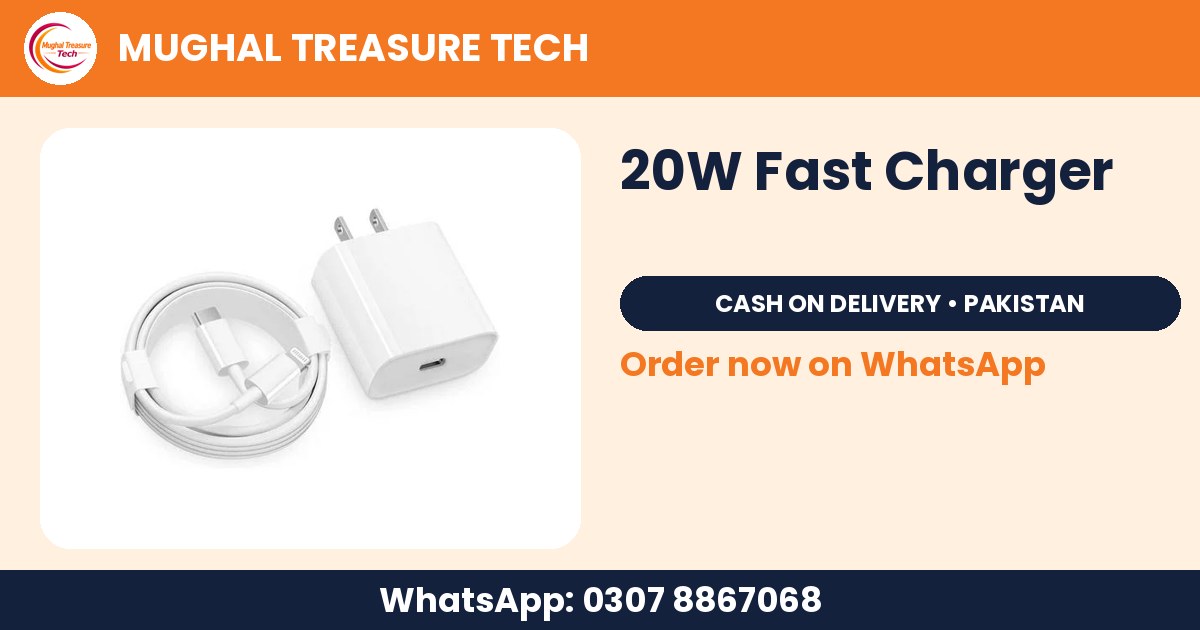 Mughal Treasure
Tech
MUGHAL TREASURE TECH
20W Fast Charger
CASH ON DELIVERY • PAKISTAN
Order now on WhatsApp
WhatsApp: 0307 8867068